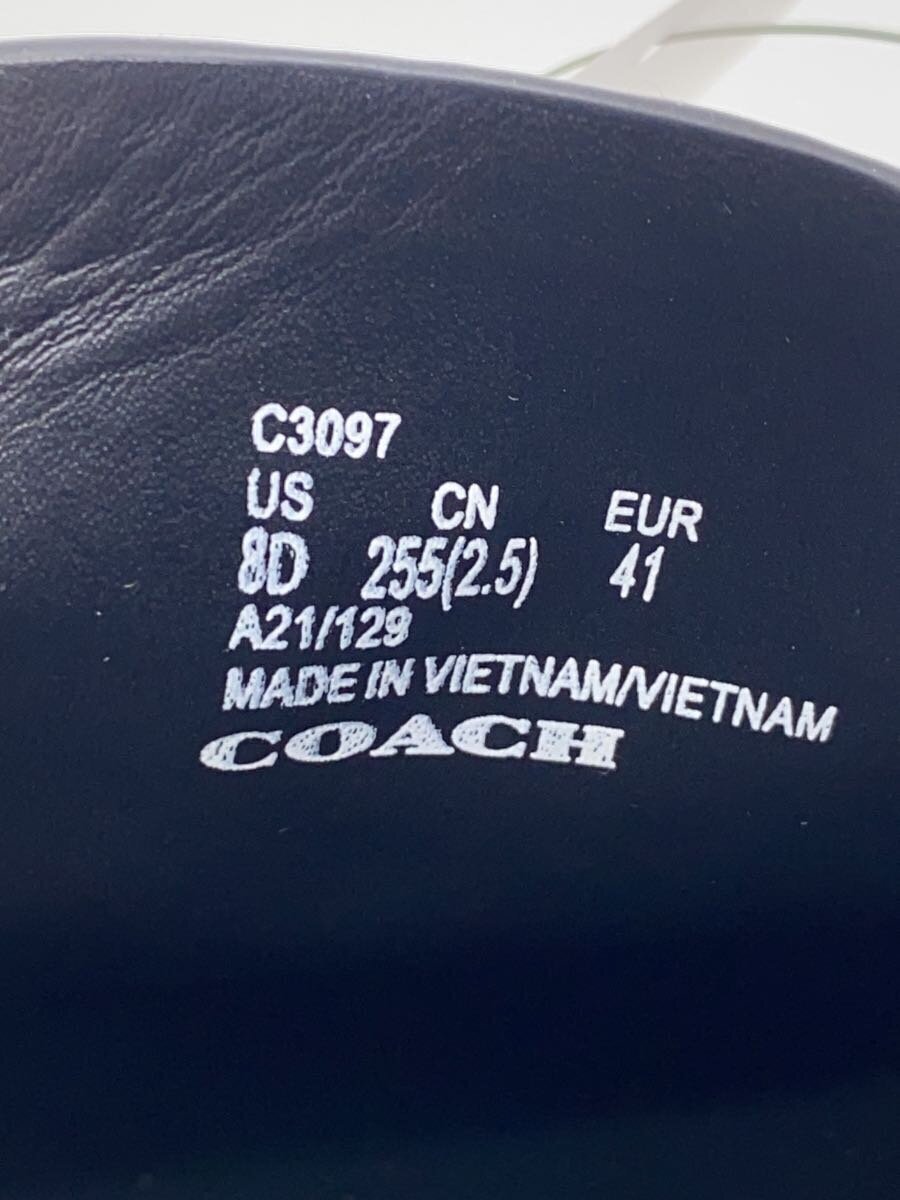 C3097
US CN EUR
8D 255(2.5) 41
A21/129
MADE IN VIETNAM/VIETNAM
COACH